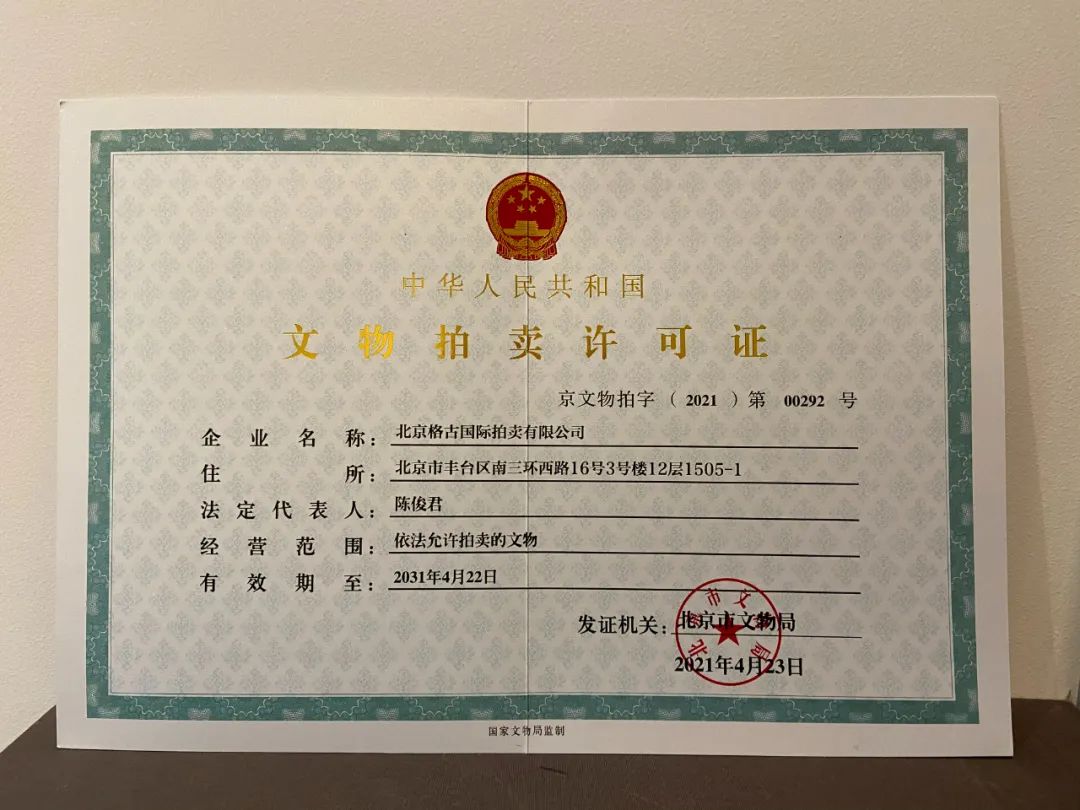 中华人民共和国
文物拍卖许可证
京文物拍字（2021）第 00292 号
企业名称：北京格古国际拍卖有限公司
住所：北京市丰台区南三环西路16号3号楼12层1505-1
法定代表人：陈俊君
经营范围：依法允许拍卖的文物
有效期至：2031年4月22日
发证机关：北京市文物局
2021年4月23日
北京市文物局
国家文物局监制